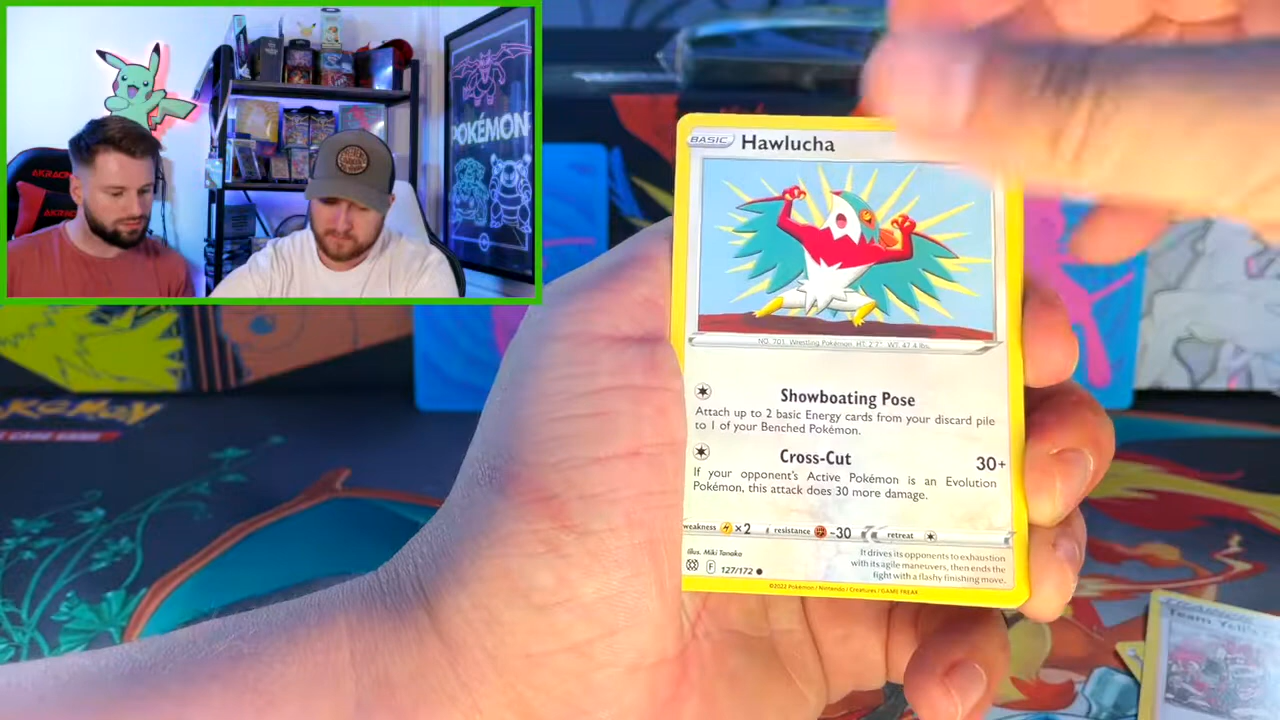 POKÉMON
AKRACING
BASIC Hawlucha
NO. 701 Wrestling Pokémon HT: 2'7" WT: 47.4 lbs.
Showboating Pose
Attach up to 2 basic Energy cards from your discard pile
to 1 of your Benched Pokémon.
Cross-Cut 30+
If your opponent's Active Pokémon is an Evolution
Pokémon, this attack does 30 more damage.
weakness ×2 resistance -30 retreat
Illus. Miki Tanaka
It drives its opponents to exhaustion
with its agile maneuvers, then ends the
fight with a flashy finishing move.
F 127/172
©2022 Pokémon / Nintendo / Creatures / GAME FREAK
POKéMON
Team Yell's